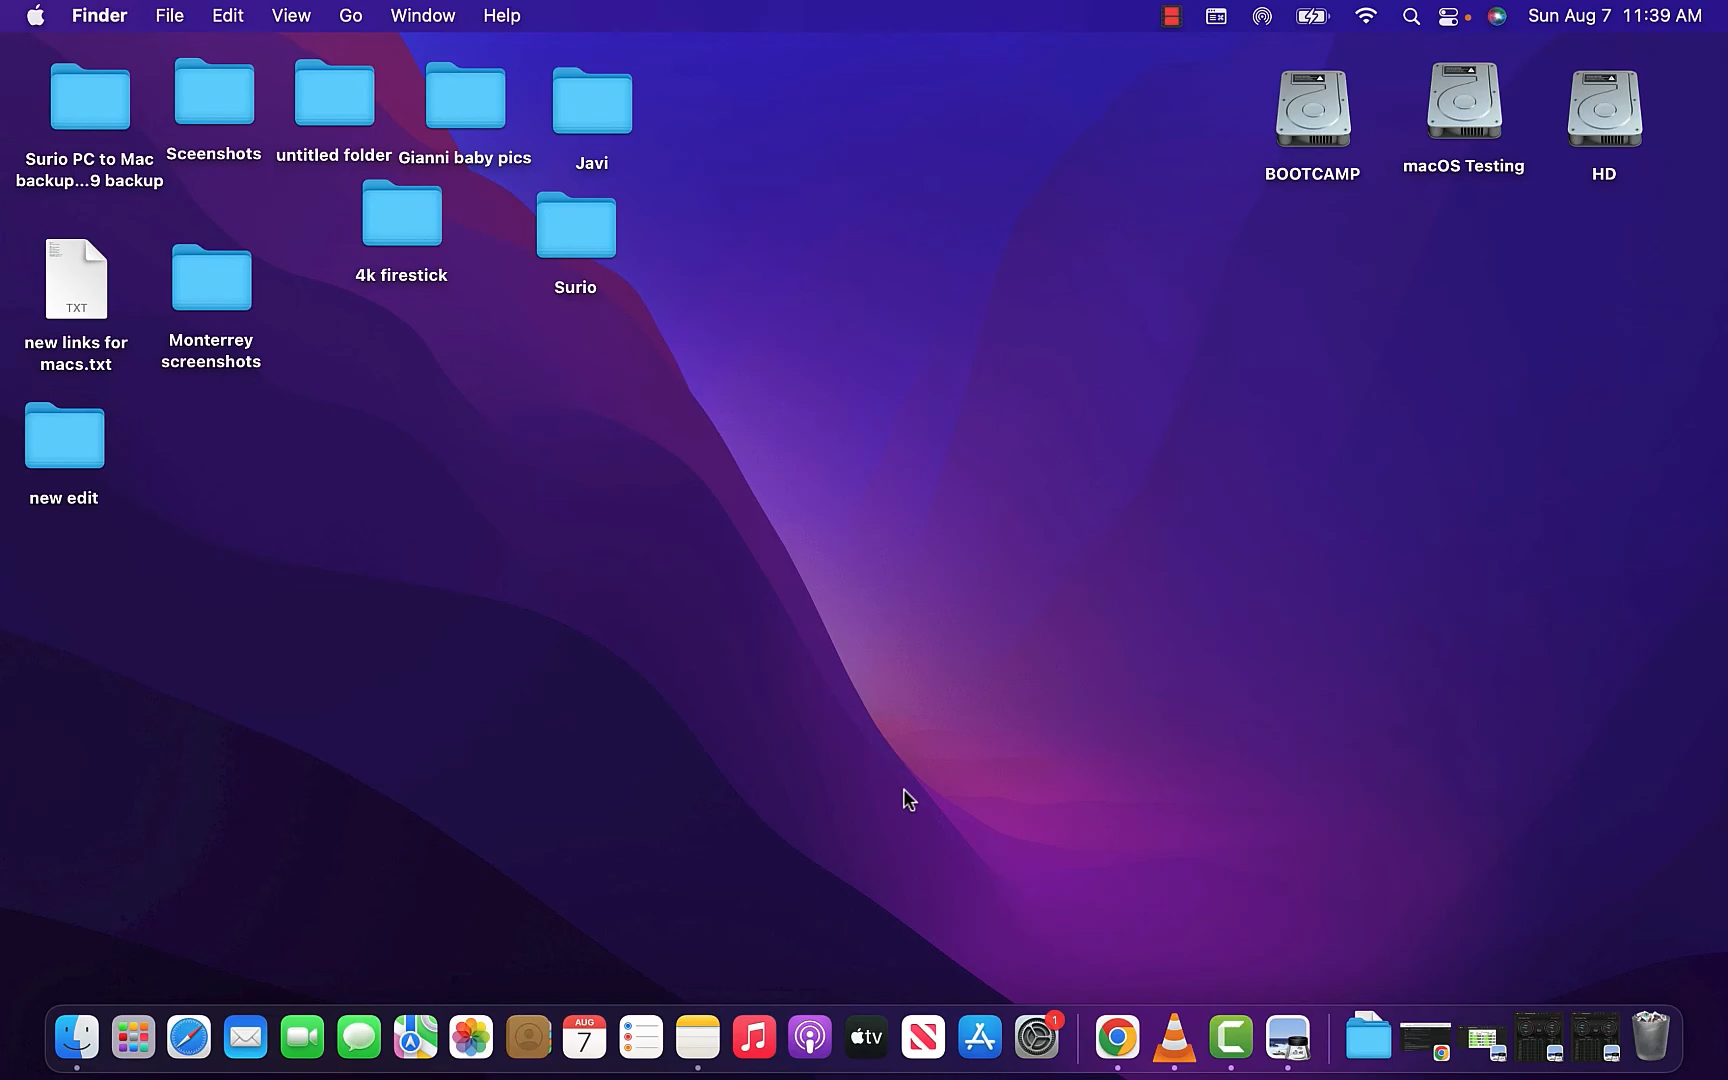 Finder File Edit View Go Window Help Sun Aug 7 11:39 AM
Surio PC to Mac
backup...9 backup
Sceenshots
untitled folder
Gianni baby pics
Javi
BOOTCAMP
macOS Testing
HD
4k firestick
Surio
TXT
new links for
macs.txt
Monterrey
screenshots
new edit
AUG
7
tv
1